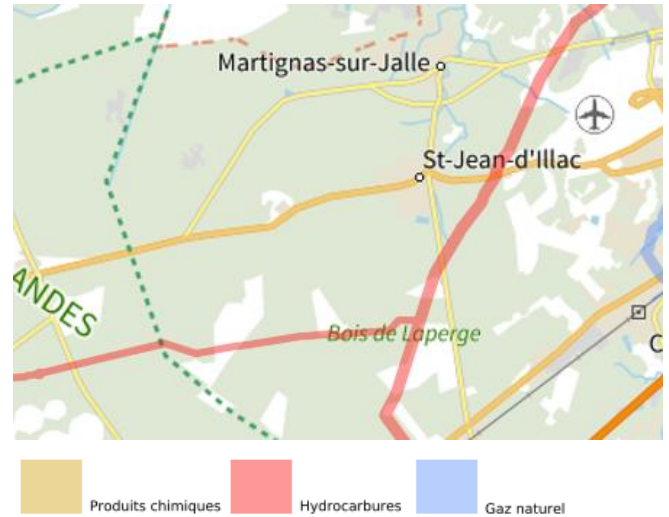 Martignas-sur-Jalle
St-Jean-d'Illac
ANDES
Bois de Laperge
C
Produits chimiques
Hydrocarbures
Gaz naturel